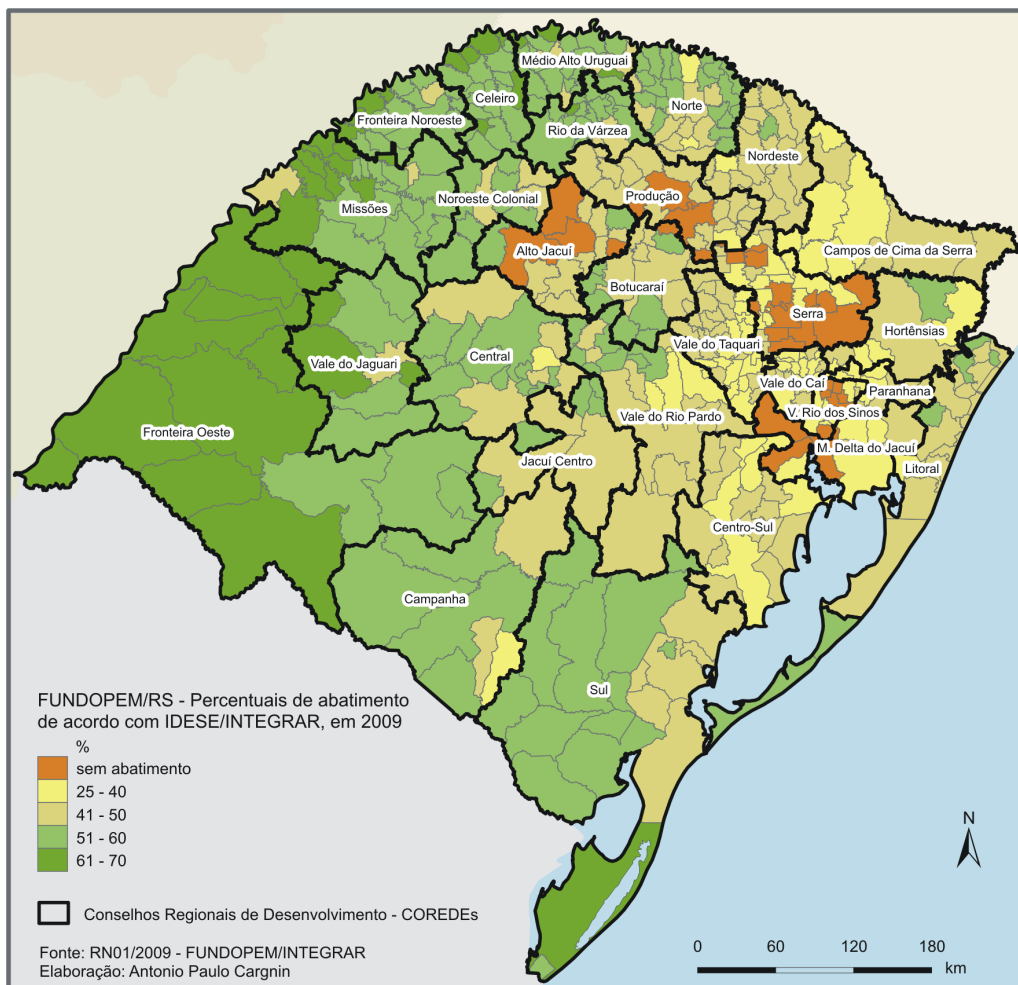 Médio Alto Uruguai
Celeiro
Norte
Fronteira Noroeste
Rio da Várzea
Nordeste
Produção
Noroeste Colonial
Missões
Alto Jacuí
Campos de Cima da Serra
Botucaraí
Serra
Hortênsias
Vale do Taquari
Central
Vale do Jaguari
Vale do Caí
Paranhana
V. Rio dos Sinos
Vale do Rio Pardo
Fronteira Oeste
M. Delta do Jacuí
Jacuí Centro
Litoral
Centro-Sul
Campanha
Sul
FUNDOPEM/RS - Percentuais de abatimento
de acordo com IDESE/INTEGRAR, em 2009
%
sem abatimento
25 - 40
41 - 50
51 - 60
61 - 70
Conselhos Regionais de Desenvolvimento - COREDEs
Fonte: RN01/2009 - FUNDOPEM/INTEGRAR
Elaboração: Antonio Paulo Cargnin
N
0 60 120 180
km